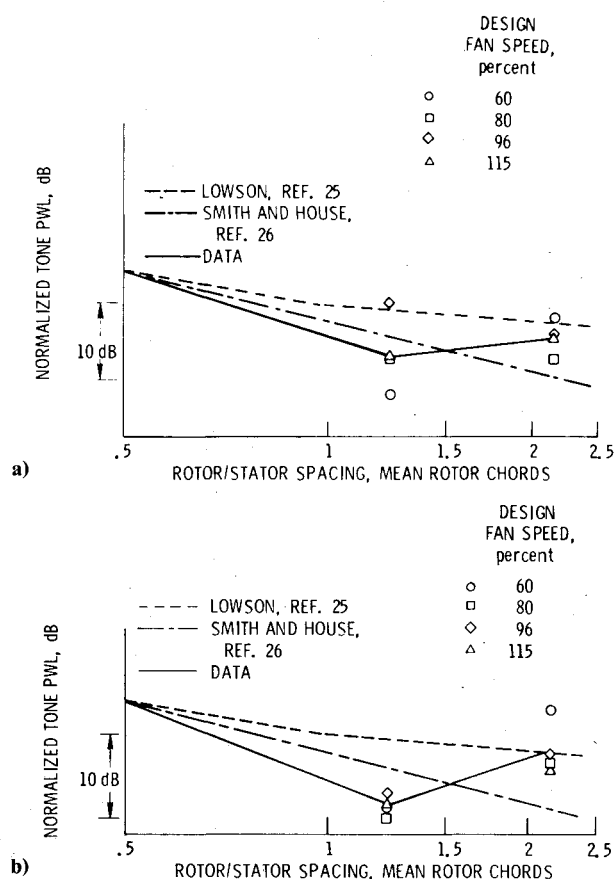 DESIGN
FAN SPEED,
percent
60
80
96
115
LOWSON, REF. 25
SMITH AND HOUSE,
REF. 26
DATA
NORMALIZED TONE PWL, dB
10 dB
.5 1 1.5 2 2.5
a) ROTOR/STATOR SPACING, MEAN ROTOR CHORDS
DESIGN
FAN SPEED,
percent
60
80
96
115
LOWSON, REF. 25
SMITH AND HOUSE,
REF. 26
DATA
NORMALIZED TONE PWL, dB
10 dB
.5 1 1.5 2 2.5
b) ROTOR/STATOR SPACING, MEAN ROTOR CHORDS